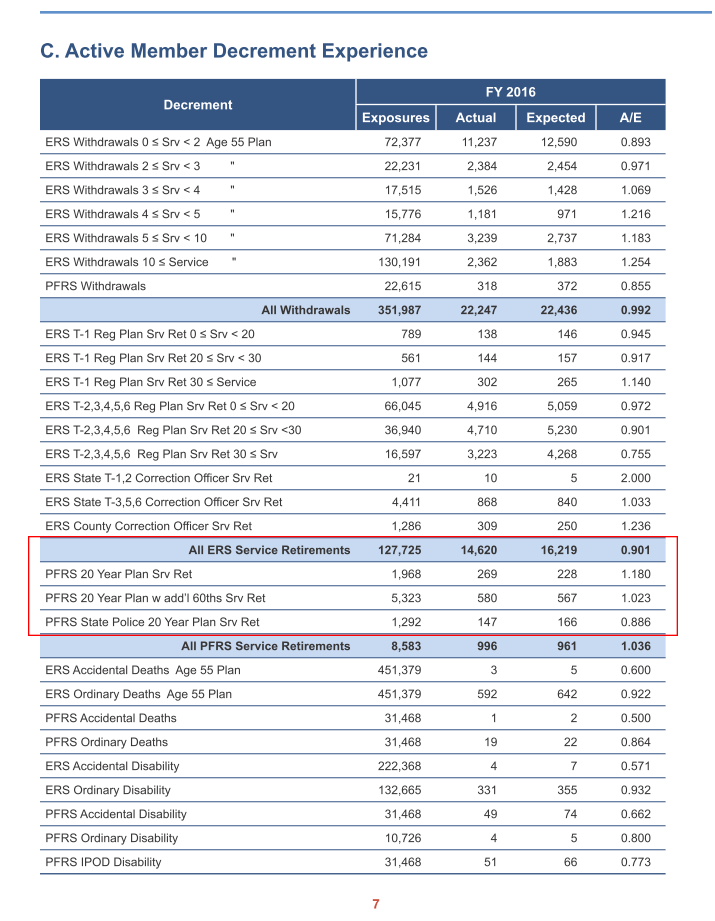 C. Active Member Decrement Experience
Decrement FY 2016
Exposures Actual Expected A/E
ERS Withdrawals 0 ≤ Srv < 2 Age 55 Plan 72,377 11,237 12,590 0.893
ERS Withdrawals 2 ≤ Srv < 3 " 22,231 2,384 2,454 0.971
ERS Withdrawals 3 ≤ Srv < 4 " 17,515 1,526 1,428 1.069
ERS Withdrawals 4 ≤ Srv < 5 " 15,776 1,181 971 1.216
ERS Withdrawals 5 ≤ Srv < 10 " 71,284 3,239 2,737 1.183
ERS Withdrawals 10 ≤ Service " 130,191 2,362 1,883 1.254
PFRS Withdrawals 22,615 318 372 0.855
All Withdrawals 351,987 22,247 22,436 0.992
ERS T-1 Reg Plan Srv Ret 0 ≤ Srv < 20 789 138 146 0.945
ERS T-1 Reg Plan Srv Ret 20 ≤ Srv < 30 561 144 157 0.917
ERS T-1 Reg Plan Srv Ret 30 ≤ Service 1,077 302 265 1.140
ERS T-2,3,4,5,6 Reg Plan Srv Ret 0 ≤ Srv < 20 66,045 4,916 5,059 0.972
ERS T-2,3,4,5,6 Reg Plan Srv Ret 20 ≤ Srv <30 36,940 4,710 5,230 0.901
ERS T-2,3,4,5,6 Reg Plan Srv Ret 30 ≤ Srv 16,597 3,223 4,268 0.755
ERS State T-1,2 Correction Officer Srv Ret 21 10 5 2.000
ERS State T-3,5,6 Correction Officer Srv Ret 4,411 868 840 1.033
ERS County Correction Officer Srv Ret 1,286 309 250 1.236
All ERS Service Retirements 127,725 14,620 16,219 0.901
PFRS 20 Year Plan Srv Ret 1,968 269 228 1.180
PFRS 20 Year Plan w add'l 60ths Srv Ret 5,323 580 567 1.023
PFRS State Police 20 Year Plan Srv Ret 1,292 147 166 0.886
All PFRS Service Retirements 8,583 996 961 1.036
ERS Accidental Deaths Age 55 Plan 451,379 3 5 0.600
ERS Ordinary Deaths Age 55 Plan 451,379 592 642 0.922
PFRS Accidental Deaths 31,468 1 2 0.500
PFRS Ordinary Deaths 31,468 19 22 0.864
ERS Accidental Disability 222,368 4 7 0.571
ERS Ordinary Disability 132,665 331 355 0.932
PFRS Accidental Disability 31,468 49 74 0.662
PFRS Ordinary Disability 10,726 4 5 0.800
PFRS IPOD Disability 31,468 51 66 0.773
7